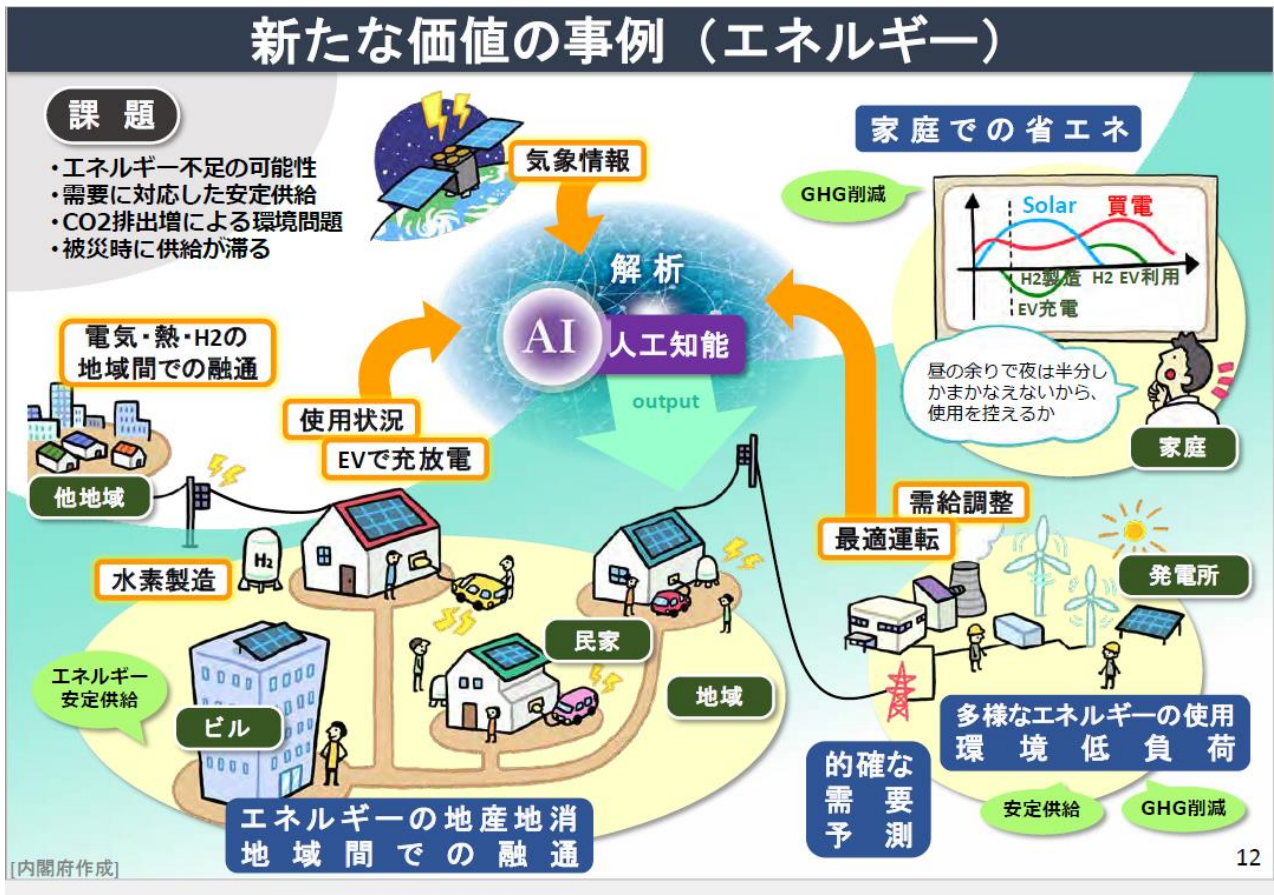 新たな価値の事例（エネルギー）
課 題
・エネルギー不足の可能性
・需要に対応した安定供給
・CO2排出増による環境問題
・被災時に供給が滞る
気象情報
解 析
AI
人工知能
output
家庭での省エネ
GHG削減
Solar
買電
H2製造
H2 EV利用
EV充電
昼の余りで夜は半分し
かまかなえないから、
使用を控えるか
家庭
電気・熱・H2の
地域間での融通
他地域
使用状況
EVで充放電
水素製造
H2
民家
地域
エネルギー
安定供給
ビル
エネルギーの地産地消
地域間での融通
需給調整
最適運転
発電所
多様なエネルギーの使用
環境低負荷
的確な
需要
予測
安定供給
GHG削減
[内閣府作成]
12